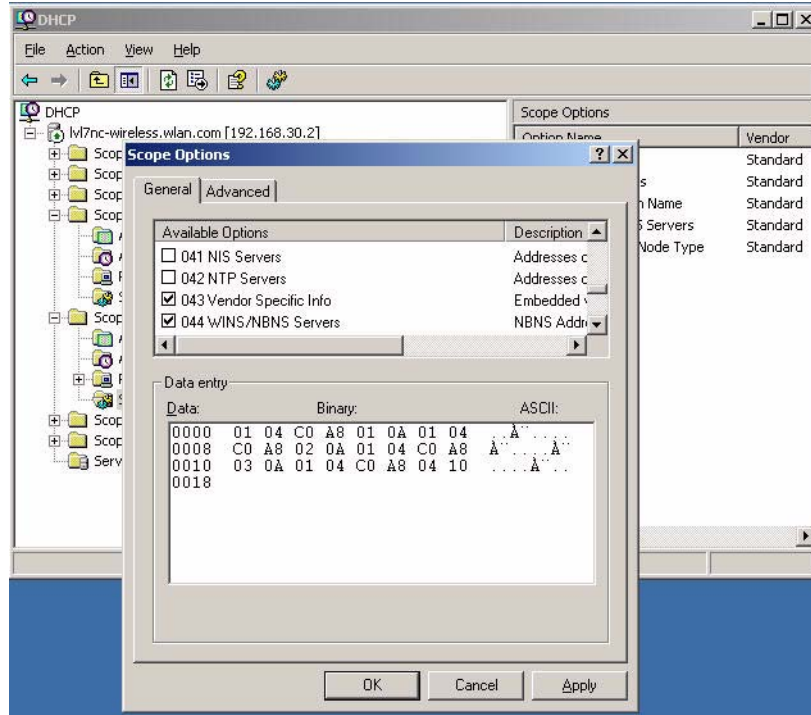 DHCP
File Action View Help
DHCP
lvl7nc-wireless.wlan.com [192.168.30.2]
Scope Options
Option Name Vendor
Standard
Standard
Name Standard
Servers Standard
Node Type Standard
Scope Options
General Advanced
Available Options Description
041 NIS Servers Addresses
042 NTP Servers Addresses
043 Vendor Specific Info Embedded
044 WINS/NBNS Servers NBNS Addr
Data entry
Data: Binary: ASCII:
0000 01 04 C0 A8 01 0A 01 04 ..À¨....
0008 C0 A8 02 0A 01 04 C0 A8 À¨....À¨
0010 03 0A 01 04 C0 A8 04 10 ....À¨..
0018
OK Cancel Apply